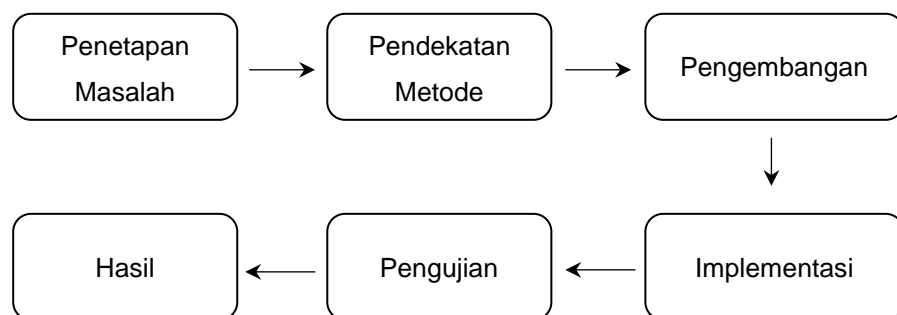 Penetapan
Masalah
Pendekatan
Metode
Pengembangan
Implementasi
Pengujian
Hasil